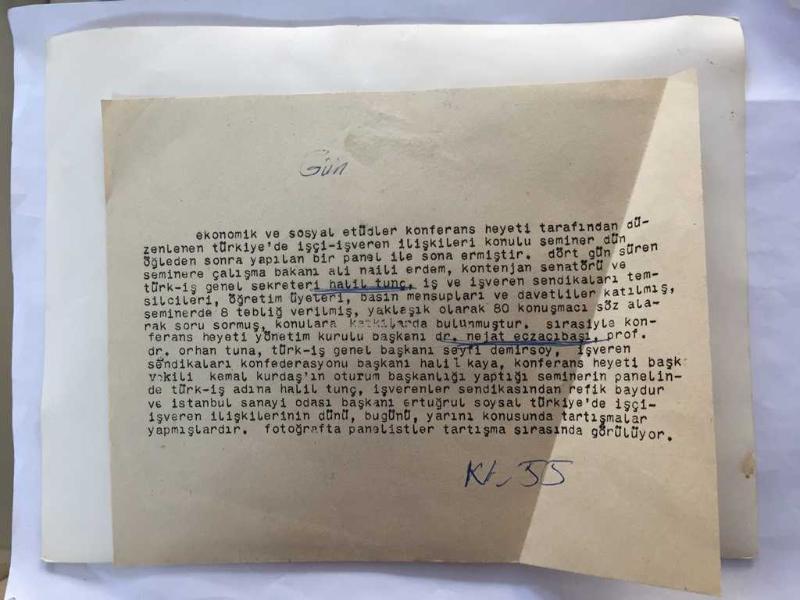 Gün
ekonomik ve sosyal etüdler konferans heyeti tarafından dü-
zenlenen türkiye'de işçi-işveren ilişkileri konulu seminer dün
öğleden sonra yapılan bir panel ile sona ermiştir. dört gün süren
seminere çalışma bakanı ali naili erdem, kontenjan senatörü ve
türk-iş genel sekreteri halil tunç, iş ve işveren sendikaları tem-
silcileri, öğretim üyeleri, basın mensupları ve davetliler katılmış,
seminerde 8 tebliğ verilmiş, yaklaşık olarak 80 konuşmacı söz ala-
rak soru sormuş, konulara katkılarda bulunmuştur. sırasiyle kon-
ferans heyeti yönetim kurulu başkanı dr. nejat eczacıbaşı, prof.
dr. orhan tuna, türk-iş genel başkanı seyfi demirsoy, işveren
sendikaları konfederasyonu başkanı halil kaya, konferans heyeti başk
vekili kemal kurdaş'ın oturum başkanlığı yaptığı seminerin panelin-
de türk-iş adına halil tunç, işverenler sendikasından refik baydur
ve istanbul sanayi odası başkanı ertuğrul soysal türkiye'de işçi-
işveren ilişkilerinin dünü, bugünü, yarını konusunda tartışmalar
yapmışlardır. fotoğrafta panelistler tartışma sırasında görülüyor.